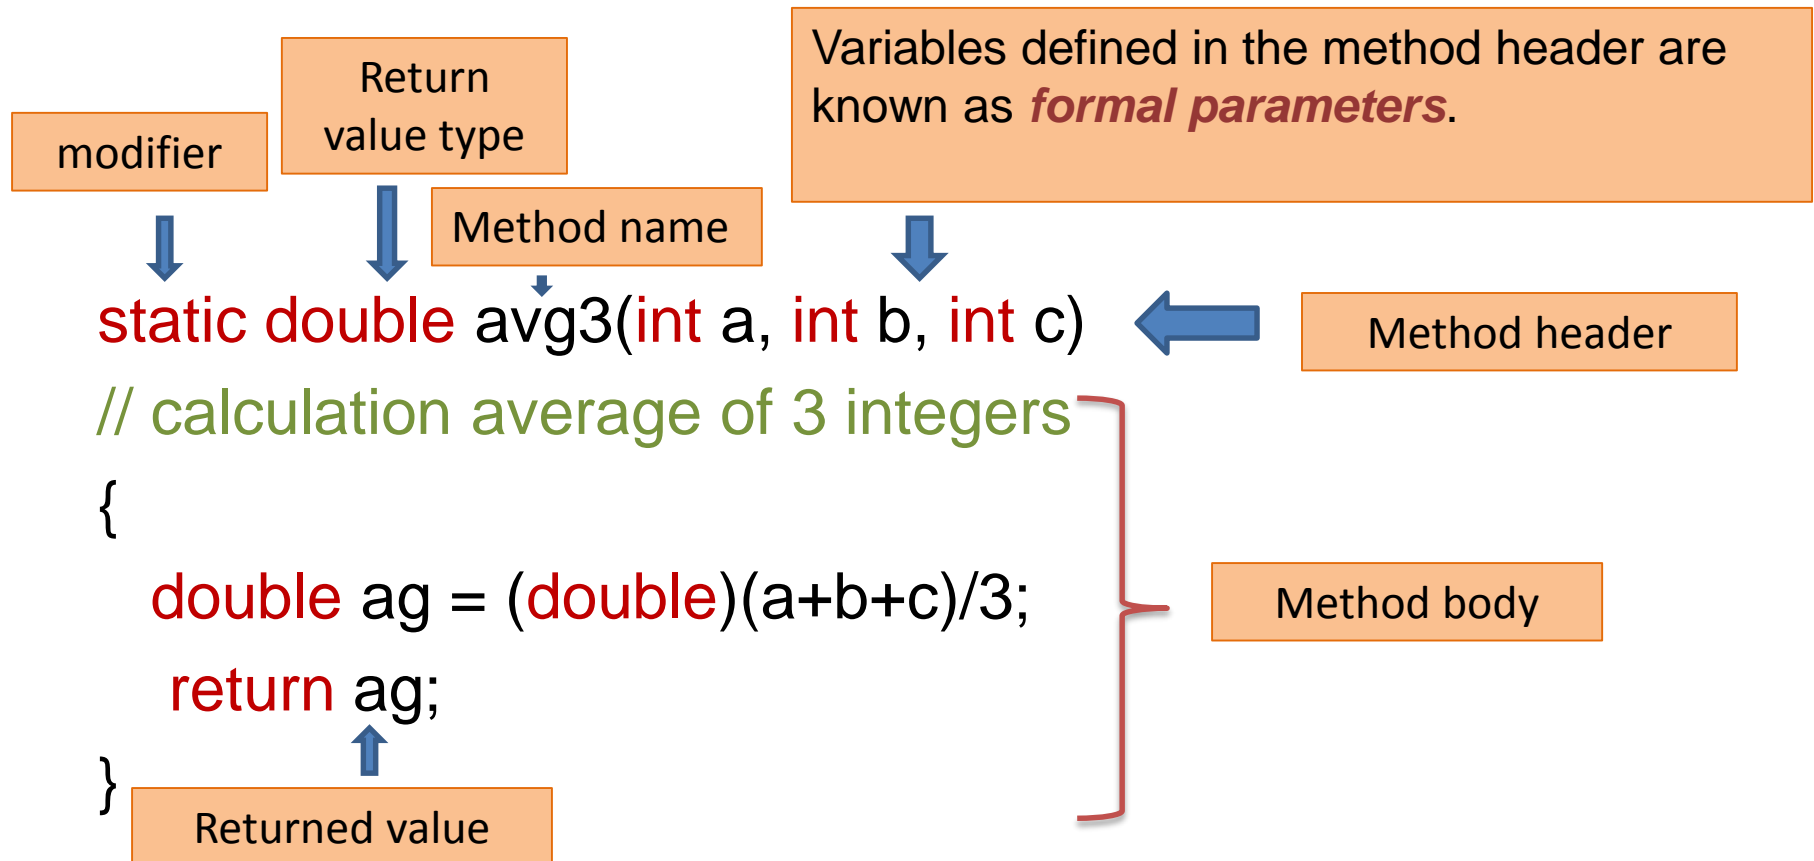 Variables defined in the method header are
known as formal parameters.
Return
value type
modifier
Method name
static double avg3(int a, int b, int c)
Method header
// calculation average of 3 integers
{
double ag = (double)(a+b+c)/3;
Method body
return ag;
}
Returned value